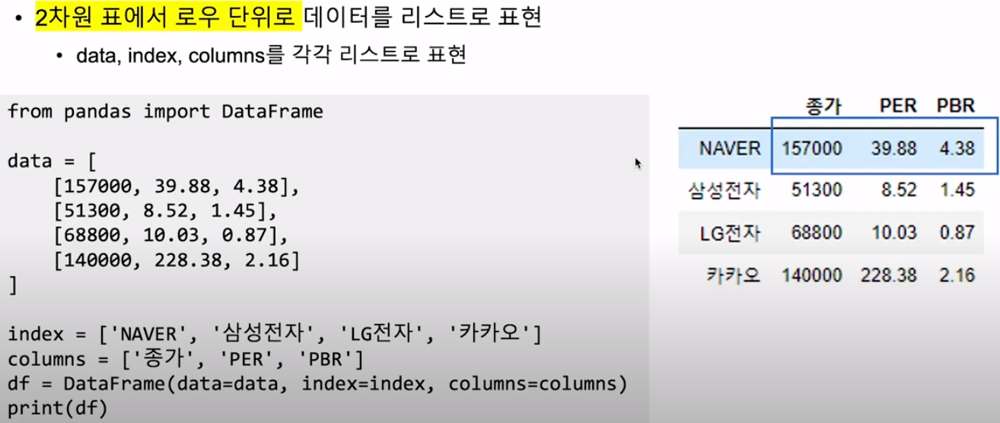 • 2차원 표에서 로우 단위로 데이터를 리스트로 표현
• data, index, columns를 각각 리스트로 표현
from pandas import DataFrame
data = [
[157000, 39.88, 4.38],
[51300, 8.52, 1.45],
[68800, 10.03, 0.87],
[140000, 228.38, 2.16]
]
index = ['NAVER', '삼성전자', 'LG전자', '카카오']
columns = ['종가', 'PER', 'PBR']
df = DataFrame(data=data, index=index, columns=columns)
print(df)
종가 PER PBR
NAVER 157000 39.88 4.38
삼성전자 51300 8.52 1.45
LG전자 68800 10.03 0.87
카카오 140000 228.38 2.16